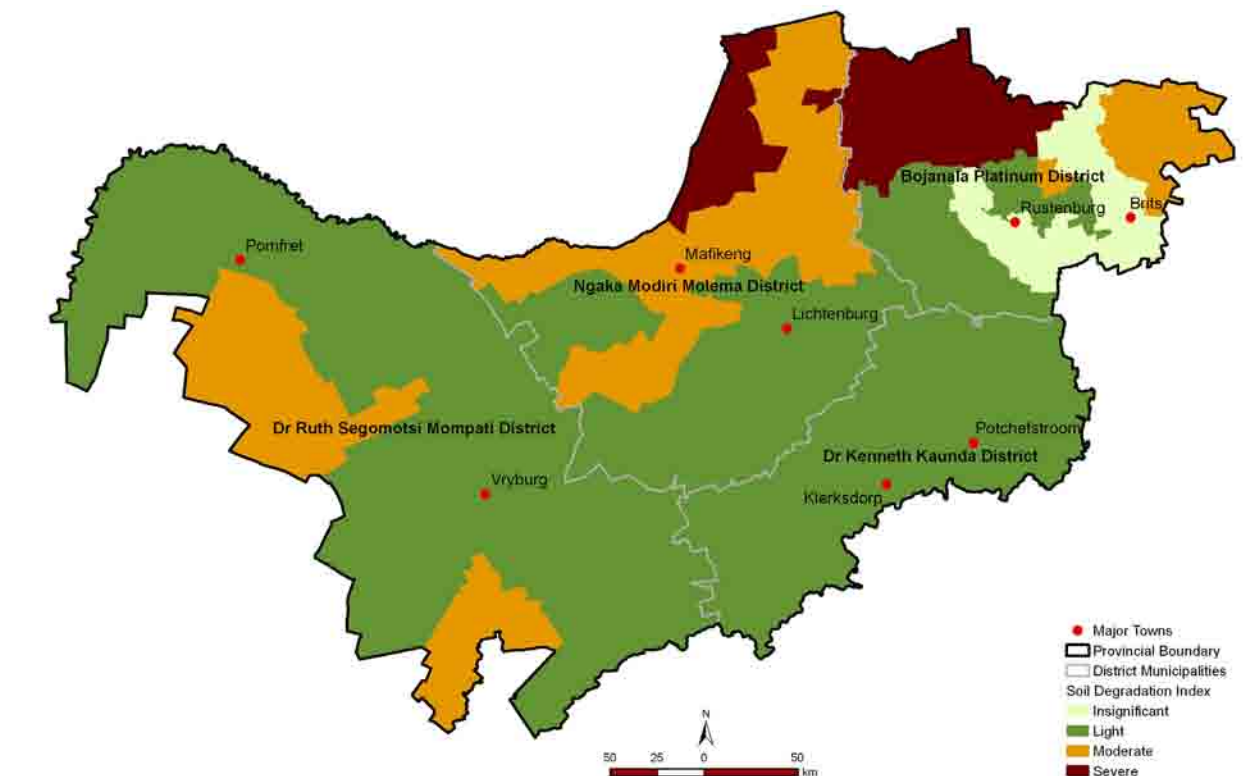 Bojanala Platinum District
Rustenburg
Brits
Pomfret
Mafikeng
Ngaka Modiri Molema District
Lichtenburg
Dr Ruth Segomotsi Mompati District
Potchefstroom
Dr Kenneth Kaunda District
Vryburg
Klerksdorp
Major Towns
Provincial Boundary
District Municipalities
Soil Degradation Index
Insignificant
Light
Moderate
Severe
N
50 25 0 50
km